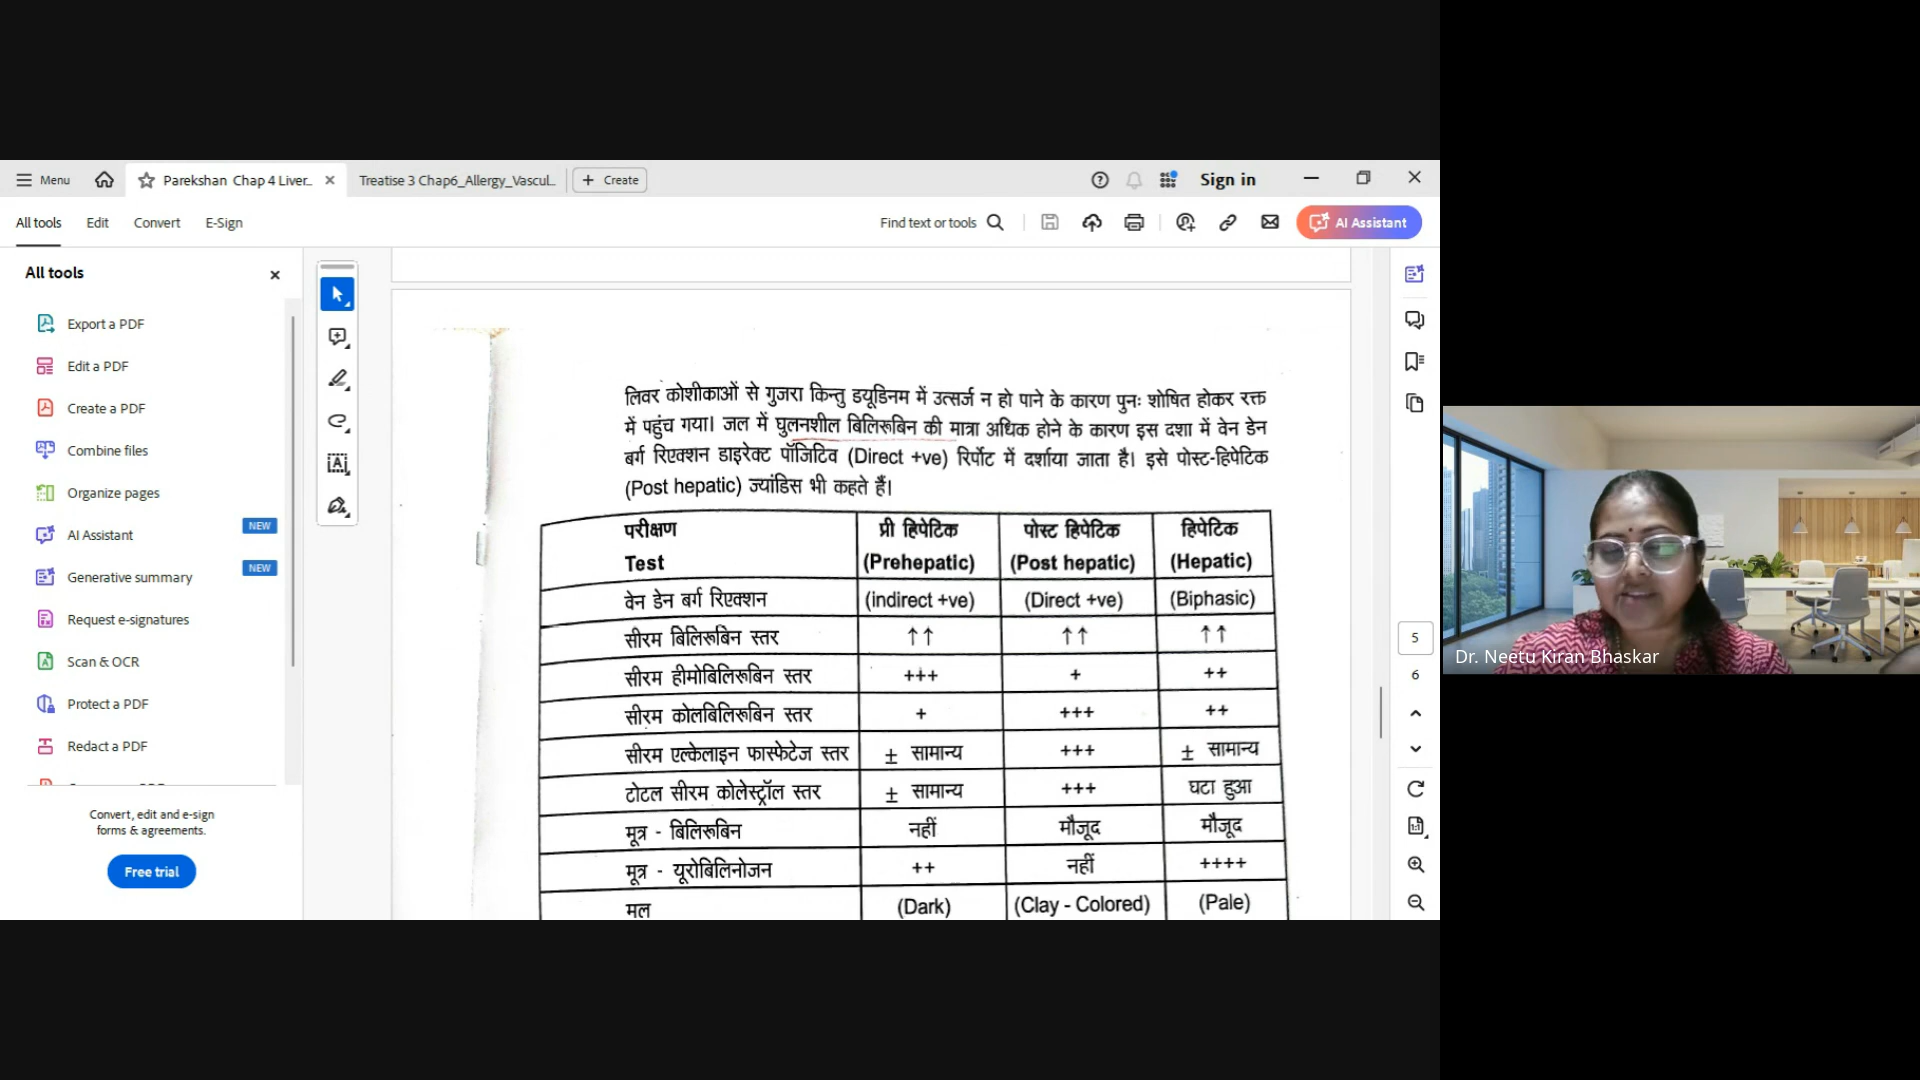 Menu
Parekshan Chap 4 Liver...
Treatise 3 Chap6_Allergy_Vascul...
+ Create
Sign in
All tools
Edit
Convert
E-Sign
Find text or tools
AI Assistant
All tools
Export a PDF
Edit a PDF
Create a PDF
Combine files
Organize pages
AI Assistant NEW
Generative summary NEW
Request e-signatures
Scan & OCR
Protect a PDF
Redact a PDF
Convert, edit and e-sign
forms & agreements.
Free trial
लिवर कोशीकाओं से गुजरा किन्तु डयूडिनम में उत्सर्ज न हो पाने के कारण पुनः शोषित होकर रक्त
में पहुंच गया। जल में घुलनशील बिलिरूबिन की मात्रा अधिक होने के कारण इस दशा में वेन डेन
बर्ग रिएक्शन डाइरेक्ट पॉजिटिव (Direct +ve) रिर्पोट में दर्शाया जाता है। इसे पोस्ट-हिपेटिक
(Post hepatic) ज्यांडिस भी कहते हैं।
परीक्षण प्री हिपेटिक पोस्ट हिपेटिक हिपेटिक
Test (Prehepatic) (Post hepatic) (Hepatic)
वेन डेन बर्ग रिएक्शन (indirect +ve) (Direct +ve) (Biphasic)
सीरम बिलिरूबिन स्तर ↑↑ ↑↑ ↑↑
सीरम हीमोबिलिरूबिन स्तर +++ + ++
सीरम कोलबिलिरूबिन स्तर + +++ ++
सीरम एल्केलाइन फास्फेटेज स्तर ± सामान्य +++ ± सामान्य
टोटल सीरम कोलेस्ट्रॉल स्तर ± सामान्य +++ घटा हुआ
मूत्र - बिलिरूबिन नहीं मौजूद मौजूद
मूत्र - यूरोबिलिनोजन ++ नहीं ++++
मल (Dark) (Clay - Colored) (Pale)
5
6
Dr. Neetu Kiran Bhaskar